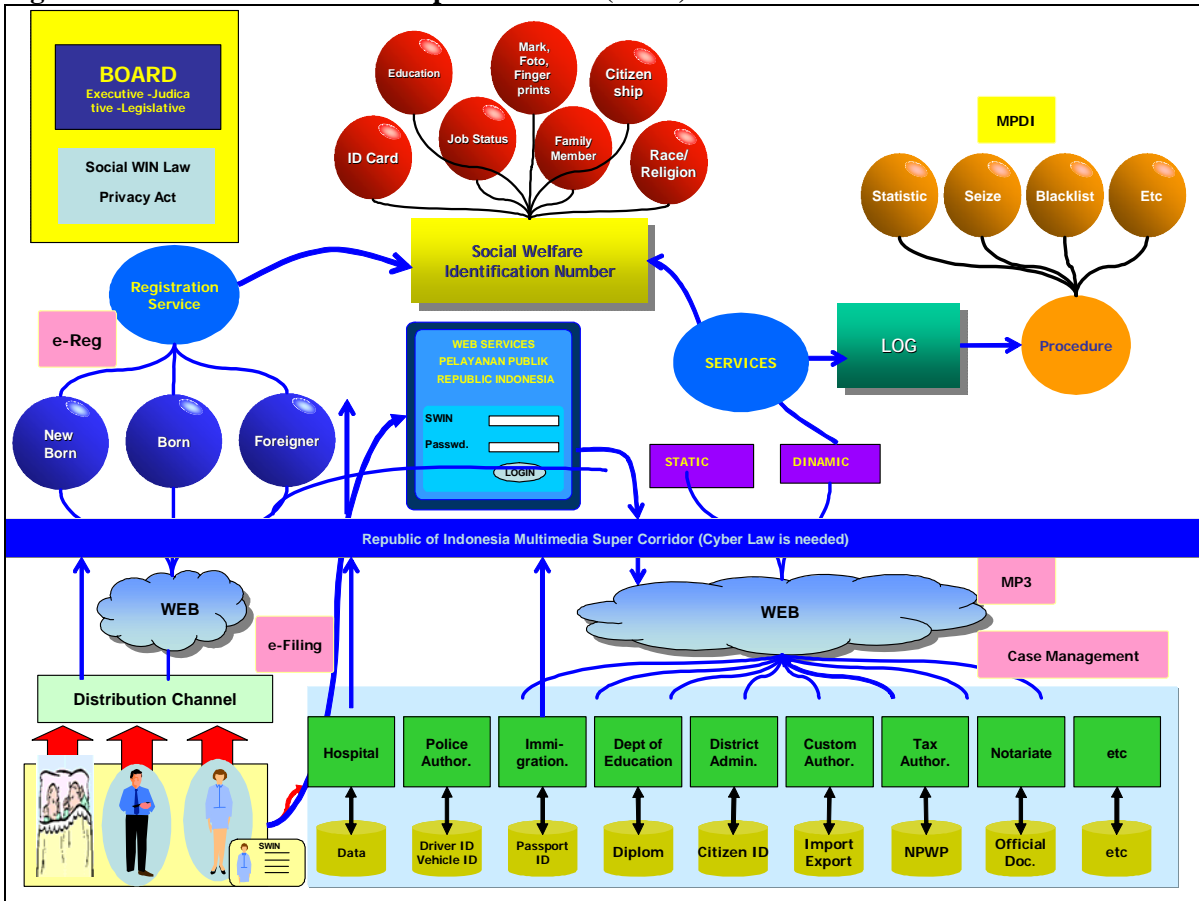 BOARD
Executive -Judica
tive -Legislative
Social WIN Law
Privacy Act
Education
Mark,
Foto,
Finger
prints
Citizen
ship
ID Card
Job Status
Family
Member
Race/
Religion
MPDI
Statistic
Seize
Blacklist
Etc
Social Welfare
Identification Number
Registration
Service
e-Reg
New
Born
Born
Foreigner
WEB SERVICES
PELAYANAN PUBLIK
REPUBLIC INDONESIA
SWIN
Passwd.
LOGIN
SERVICES
LOG
Procedure
STATIC
DINAMIC
Republic of Indonesia Multimedia Super Corridor (Cyber Law is needed)
WEB
e-Filing
WEB
MP3
Case Management
Distribution Channel
SWIN
Hospital
Police
Author.
Immi-
gration.
Dept of
Education
District
Admin.
Custom
Author.
Tax
Author.
Notariate
etc
Data
Driver ID
Vehicle ID
Passport
ID
Diplom
Citizen ID
Import
Export
NPWP
Official
Doc.
etc